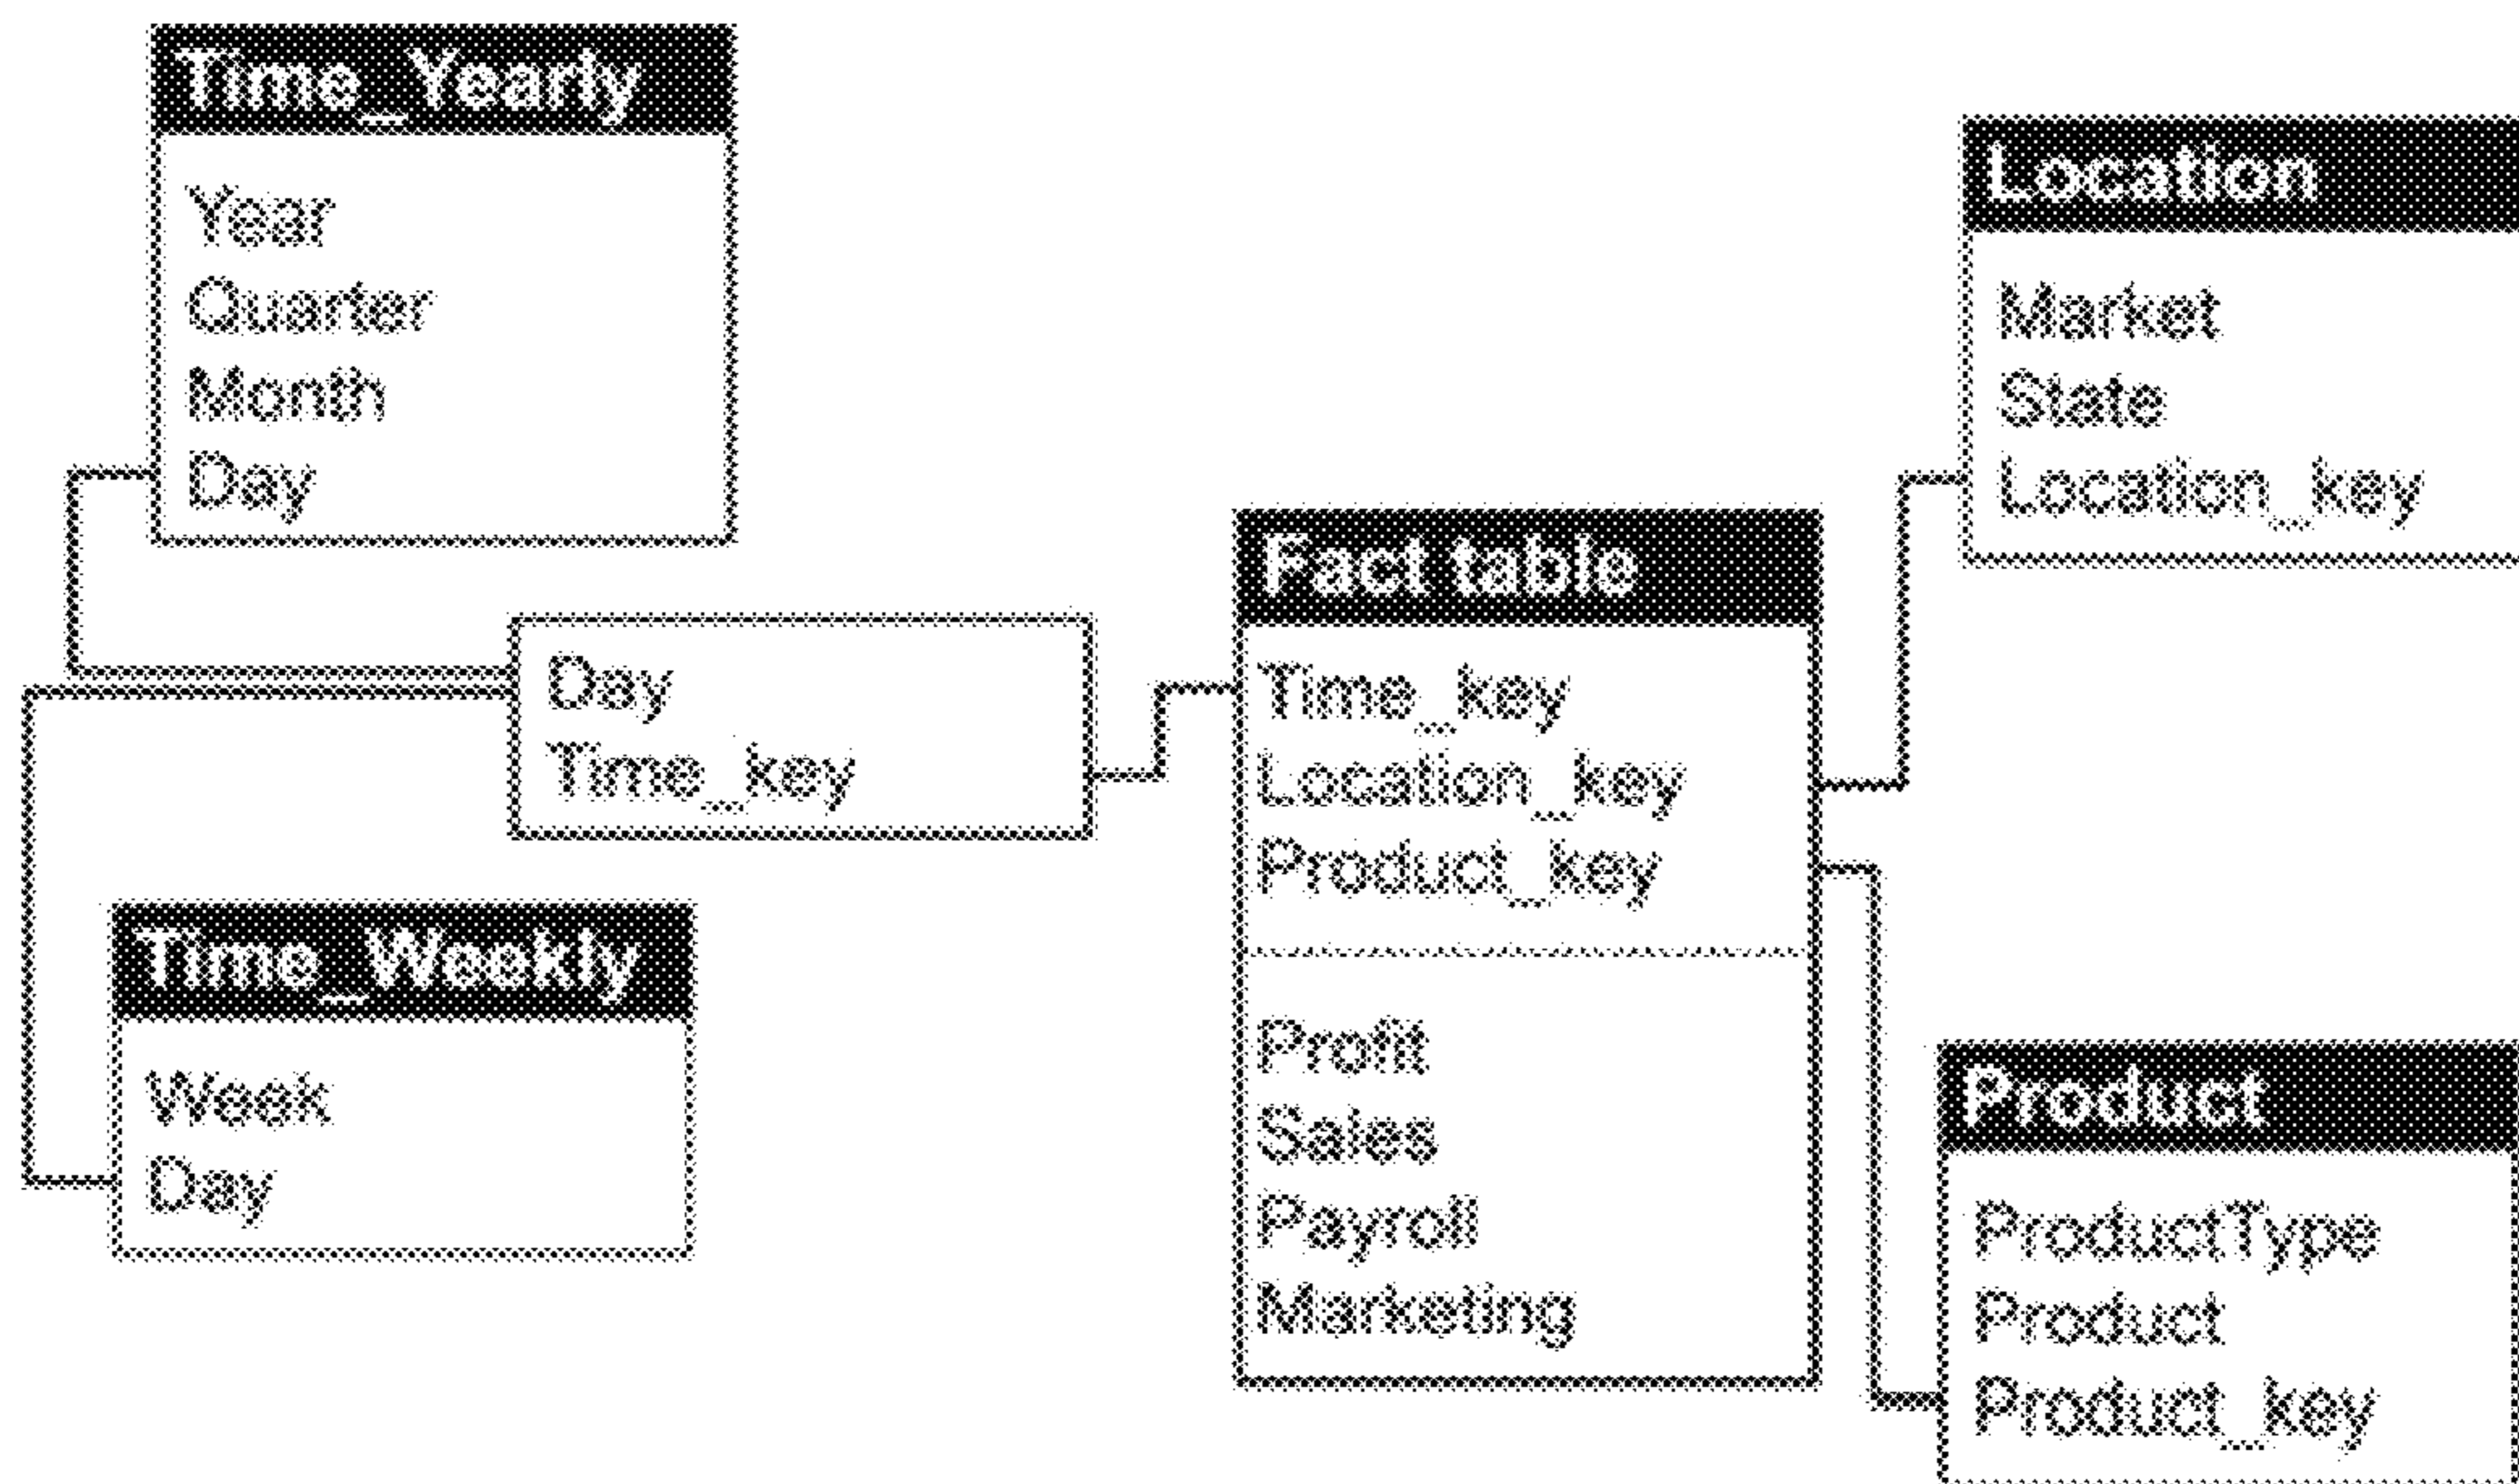 Time_Yearly
Year
Quarter
Month
Day
Day
Time_key
Time_Weekly
Week
Day
Fact table
Time_key
Location_key
Product_key
Profit
Sales
Payroll
Marketing
Location
Market
State
Location_key
Product
ProductType
Product
Product_key